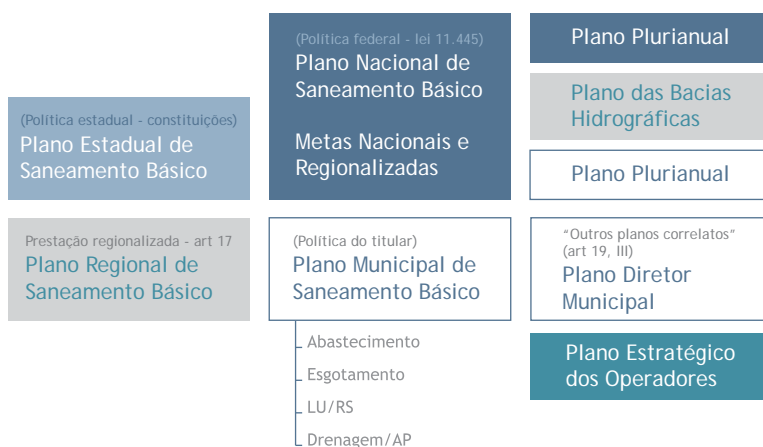 (Política estadual - constituições)
Plano Estadual de
Saneamento Básico
Prestação regionalizada - art 17
Plano Regional de
Saneamento Básico
(Política federal - lei 11.445)
Plano Nacional de
Saneamento Básico
Metas Nacionais e
Regionalizadas
(Política do titular)
Plano Municipal de
Saneamento Básico
Abastecimento
Esgotamento
LU/RS
Drenagem/AP
Plano Plurianual
Plano das Bacias
Hidrográficas
Plano Plurianual
“Outros planos correlatos”
(art 19, III)
Plano Diretor
Municipal
Plano Estratégico
dos Operadores